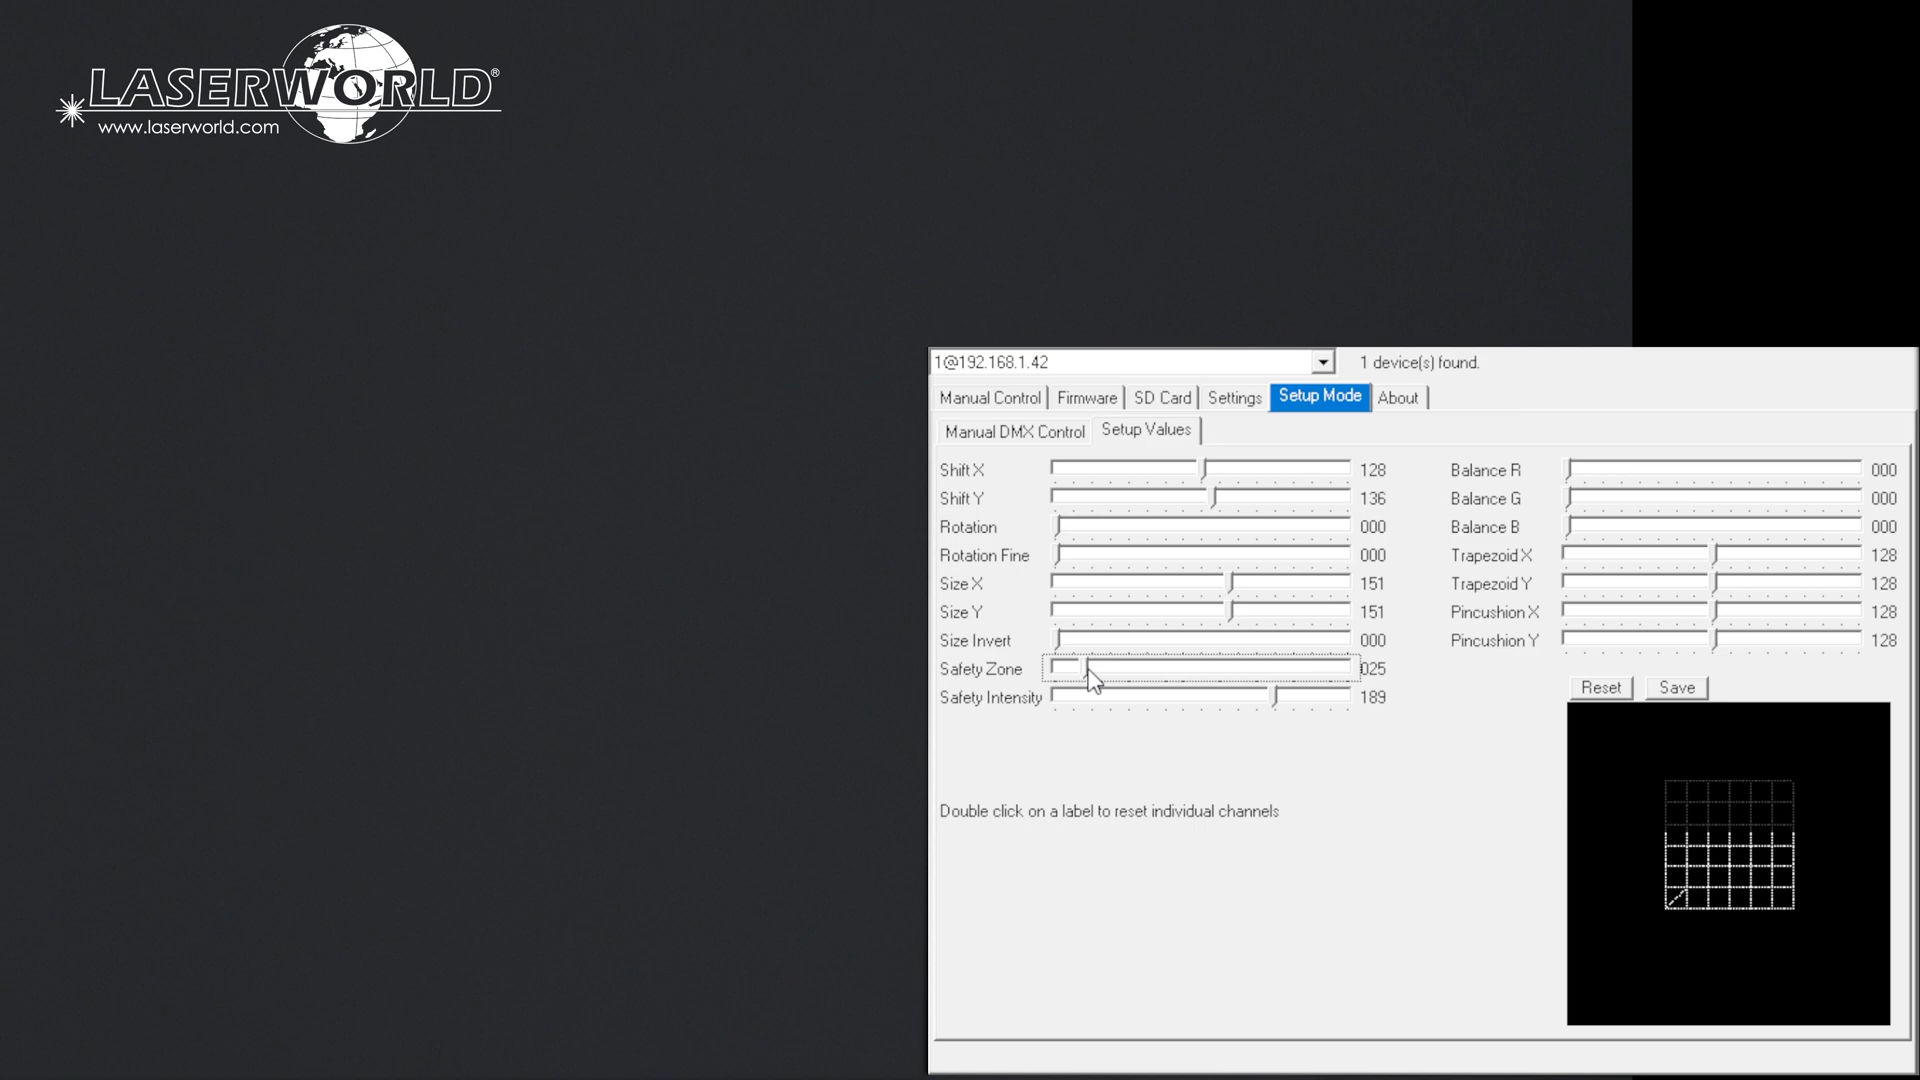 LASERWORLD®
www.laserworld.com
1@192.168.1.42
1 device(s) found.
Manual Control Firmware SD Card Settings Setup Mode About
Manual DMX Control Setup Values
Shift X 128 Balance R 000
Shift Y 136 Balance G 000
Rotation 000 Balance B 000
Rotation Fine 000 Trapezoid X 128
Size X 151 Trapezoid Y 128
Size Y 151 Pincushion X 128
Size Invert 000 Pincushion Y 128
Safety Zone 025
Safety Intensity 189
Reset Save
Double click on a label to reset individual channels